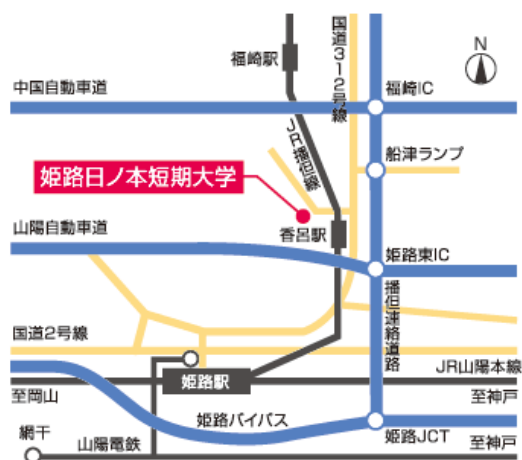 国道312号線
N
福崎駅
中国自動車道
福崎IC
JR播但線
船津ランプ
姫路日ノ本短期大学
山陽自動車道
香呂駅
姫路東IC
播但連絡道路
国道2号線
姫路駅
JR山陽本線
至岡山
至神戸
姫路バイパス
網干
山陽電鉄
姫路JCT
至神戸